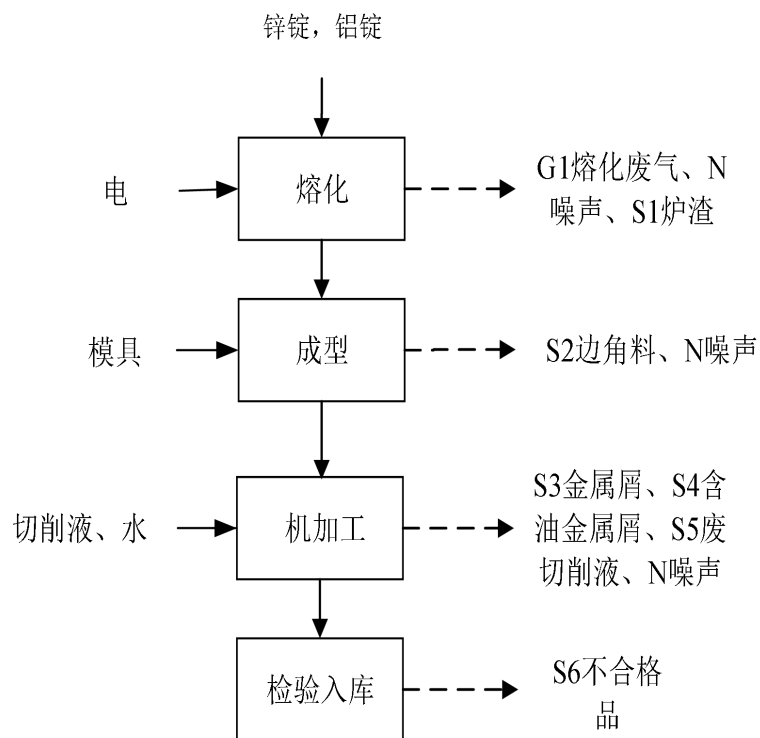 锌锭，铝锭
电
熔化
G1熔化废气、N
噪声、S1炉渣
模具
成型
S2边角料、N噪声
切削液、水
机加工
S3金属屑、S4含
油金属屑、S5废
切削液、N噪声
检验入库
S6不合格
品